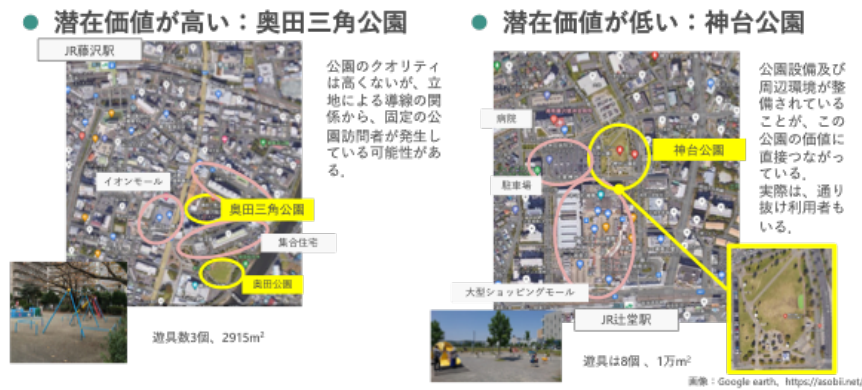 潜在価値が高い：奥田三角公園
JR藤沢駅
公園のクオリティ
は高くないが、立
地による導線の関
係から、固定の公
園訪問者が発生し
ている可能性があ
る．
イオンモール
奥田三角公園
集合住宅
奥田公園
遊具数3個、2915m²
潜在価値が低い：神台公園
病院
公園設備及び
周辺環境が整
備されている
ことが、この
公園の価値に
直接つながっ
ている．
実際は、通り
抜け利用者も
いる．
神台公園
駐車場
大型ショッピングモール
JR辻堂駅
遊具は8個 、1万m²
画像：Google earth、https://asobii.net/